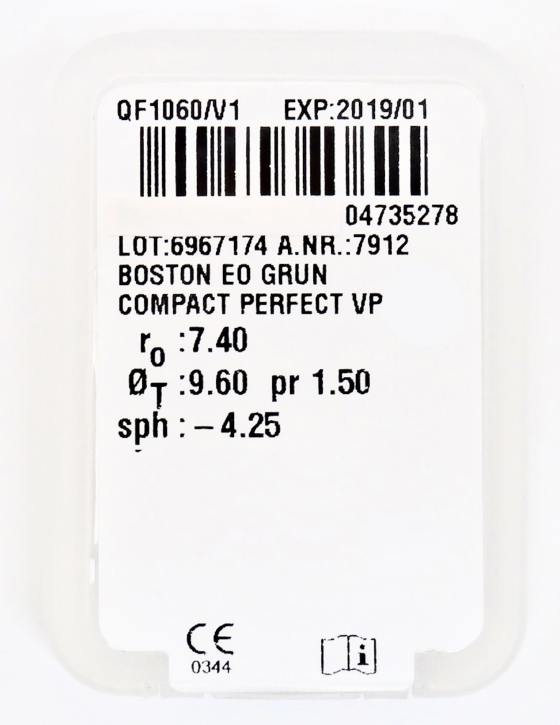 QF1060/V1 EXP:2019/01
04735278
LOT:6967174 A.NR.:7912
BOSTON EO GRUN
COMPACT PERFECT VP
r₀ :7.40
ØT :9.60 pr 1.50
sph : – 4.25
CE
0344
i